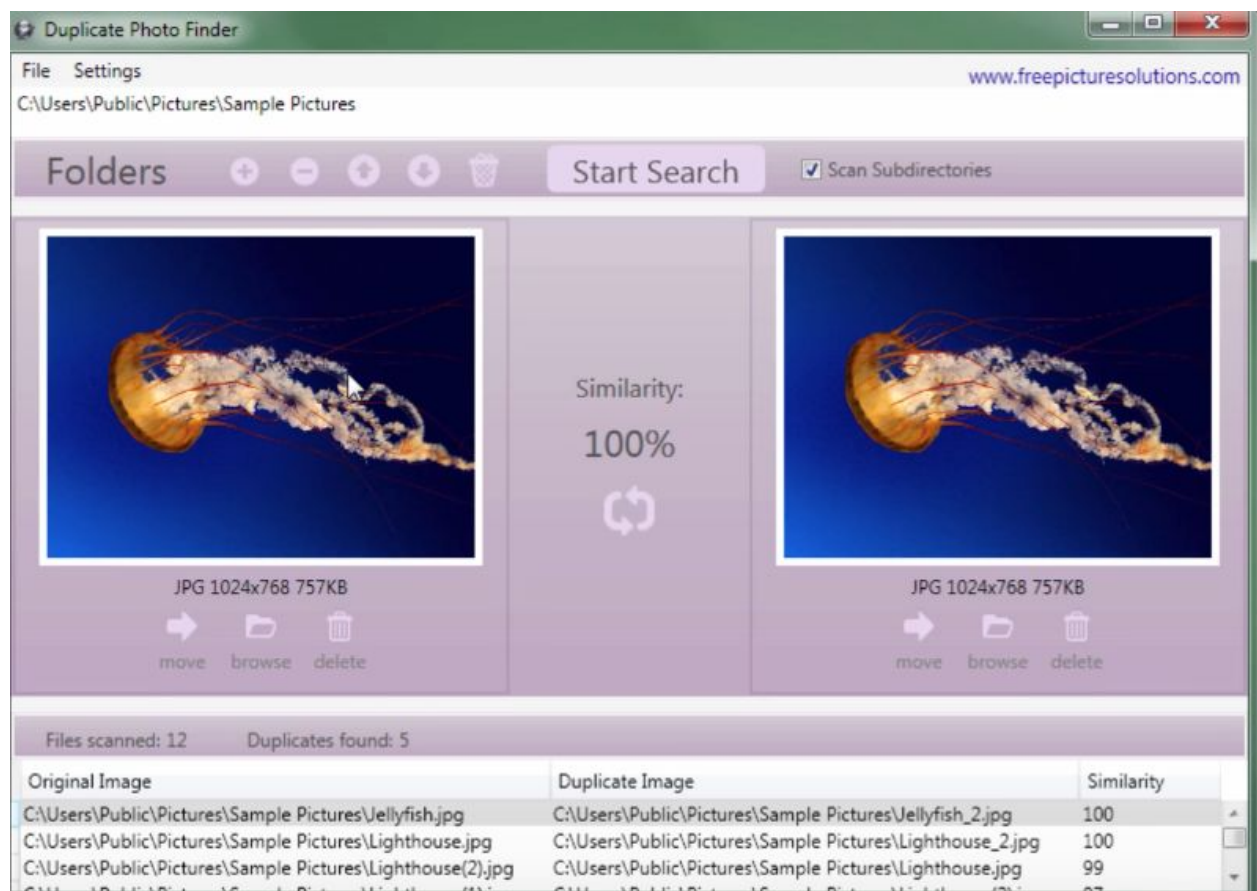 Duplicate Photo Finder
File Settings
www.freepicturesolutions.com
C:\Users\Public\Pictures\Sample Pictures
Folders Start Search Scan Subdirectories
Similarity:
100%
JPG 1024x768 757KB JPG 1024x768 757KB
move browse delete move browse delete
Files scanned: 12 Duplicates found: 5
Original Image Duplicate Image Similarity
C:\Users\Public\Pictures\Sample Pictures\Jellyfish.jpg C:\Users\Public\Pictures\Sample Pictures\Jellyfish_2.jpg 100
C:\Users\Public\Pictures\Sample Pictures\Lighthouse.jpg C:\Users\Public\Pictures\Sample Pictures\Lighthouse_2.jpg 100
C:\Users\Public\Pictures\Sample Pictures\Lighthouse(2).jpg C:\Users\Public\Pictures\Sample Pictures\Lighthouse.jpg 99